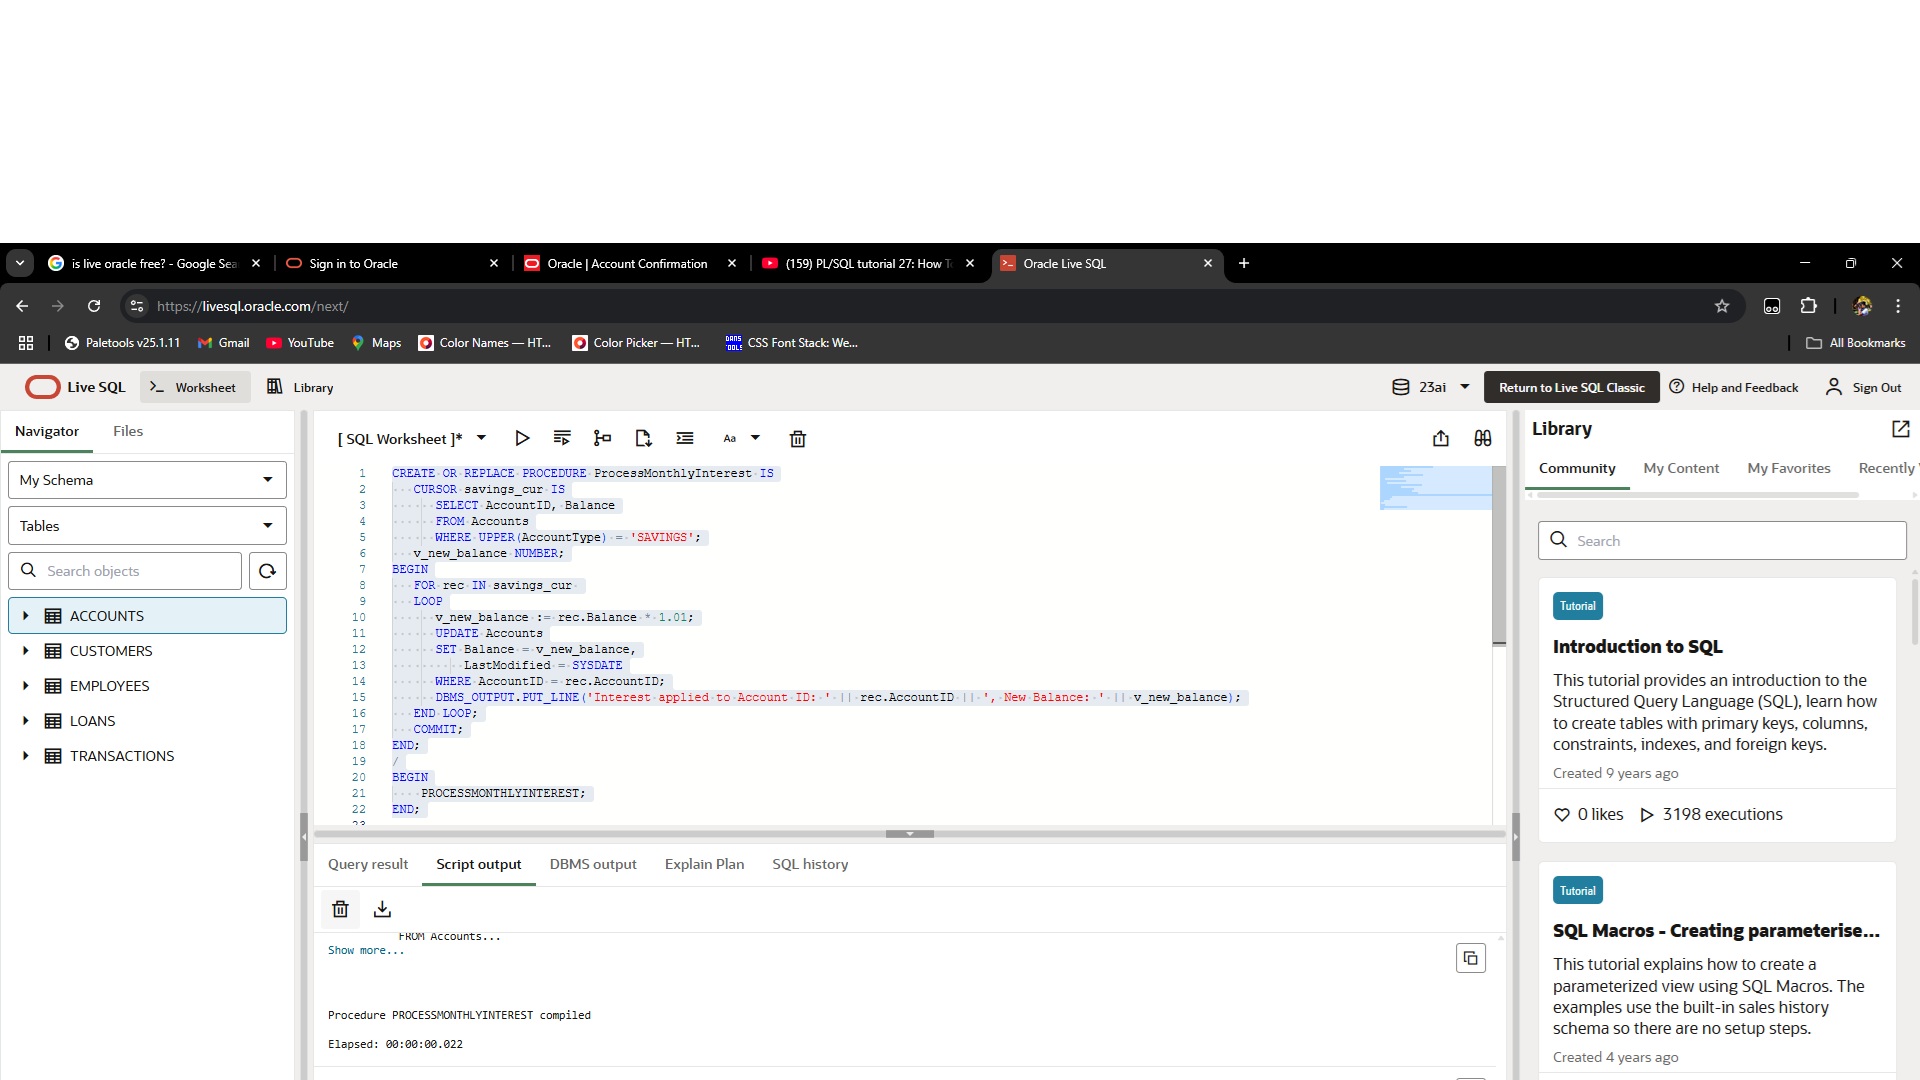 is live oracle free? - Google Sea
Sign in to Oracle
Oracle | Account Confirmation
(159) PL/SQL tutorial 27: How T
Oracle Live SQL
https://livesql.oracle.com/next/
Paletools v25.1.11
Gmail
YouTube
Maps
Color Names — HT...
Color Picker — HT...
CSS Font Stack: We...
All Bookmarks
Live SQL
Worksheet
Library
23ai
Return to Live SQL Classic
Help and Feedback
Sign Out
Navigator
Files
My Schema
Tables
Search objects
ACCOUNTS
CUSTOMERS
EMPLOYEES
LOANS
TRANSACTIONS
[ SQL Worksheet ]*
Aa
1 CREATE OR REPLACE PROCEDURE ProcessMonthlyInterest IS
2 CURSOR savings_cur IS
3 SELECT AccountID, Balance
4 FROM Accounts
5 WHERE UPPER(AccountType) = 'SAVINGS';
6 v_new_balance NUMBER;
7 BEGIN
8 FOR rec IN savings_cur
9 LOOP
10 v_new_balance := rec.Balance * 1.01;
11 UPDATE Accounts
12 SET Balance = v_new_balance,
13 LastModified = SYSDATE
14 WHERE AccountID = rec.AccountID;
15 DBMS_OUTPUT.PUT_LINE('Interest applied to Account ID: ' || rec.AccountID || ', New Balance: ' || v_new_balance);
16 END LOOP;
17 COMMIT;
18 END;
19 /
20 BEGIN
21 PROCESSMONTHLYINTEREST;
22 END;
23
Query result
Script output
DBMS output
Explain Plan
SQL history
FROM Accounts...
Show more...
Procedure PROCESSMONTHLYINTEREST compiled
Elapsed: 00:00:00.022
Library
Community
My Content
My Favorites
Recently
Search
Tutorial
Introduction to SQL
This tutorial provides an introduction to the
Structured Query Language (SQL), learn how
to create tables with primary keys, columns,
constraints, indexes, and foreign keys.
Created 9 years ago
0 likes
3198 executions
Tutorial
SQL Macros - Creating parameterise...
This tutorial explains how to create a
parameterized view using SQL Macros. The
examples use the built-in sales history
schema so there are no setup steps.
Created 4 years ago